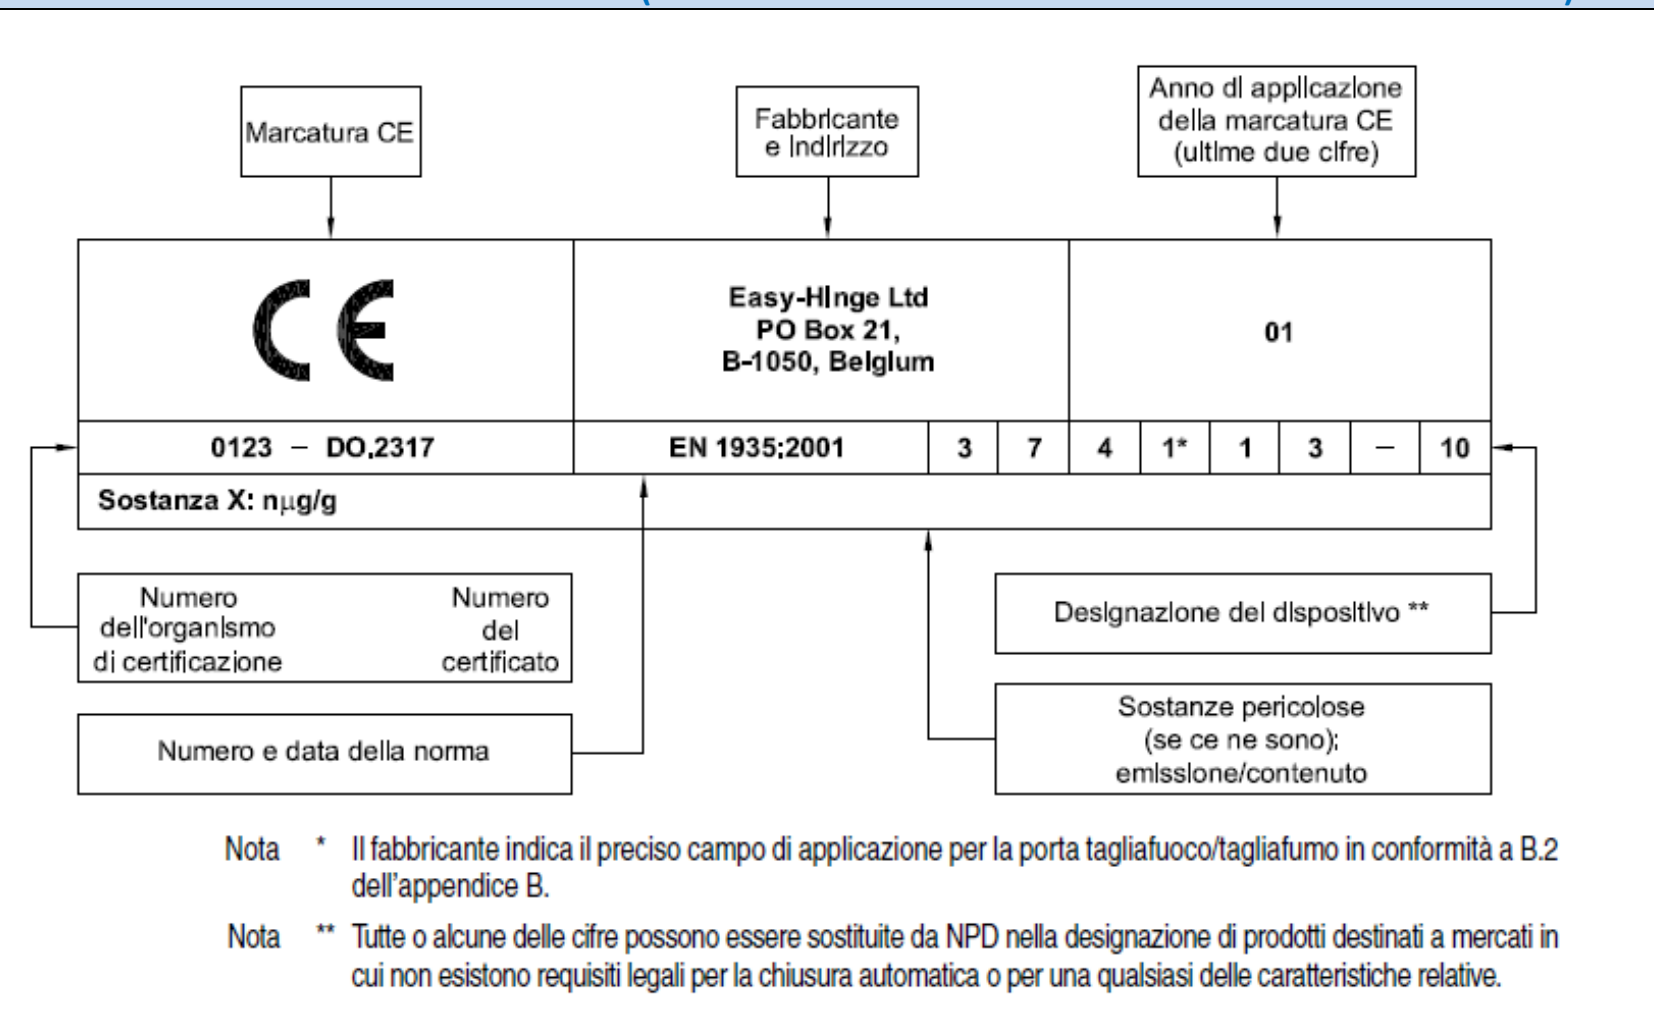 Marcatura CE
Fabbricante
e indirizzo
Anno di applicazione
della marcatura CE
(ultime due cifre)
CE
Easy-Hinge Ltd
PO Box 21,
B-1050, Belgium
01
0123 – DO.2317
EN 1935:2001
3 7 4 1* 1 3 – 10
Sostanza X: nμg/g
Numero
dell'organismo
di certificazione
Numero
del
certificato
Designazione del dispositivo **
Numero e data della norma
Sostanze pericolose
(se ce ne sono):
emissione/contenuto
Nota * Il fabbricante indica il preciso campo di applicazione per la porta tagliafuoco/tagliafumo in conformità a B.2
dell'appendice B.
Nota ** Tutte o alcune delle cifre possono essere sostituite da NPD nella designazione di prodotti destinati a mercati in
cui non esistono requisiti legali per la chiusura automatica o per una qualsiasi delle caratteristiche relative.